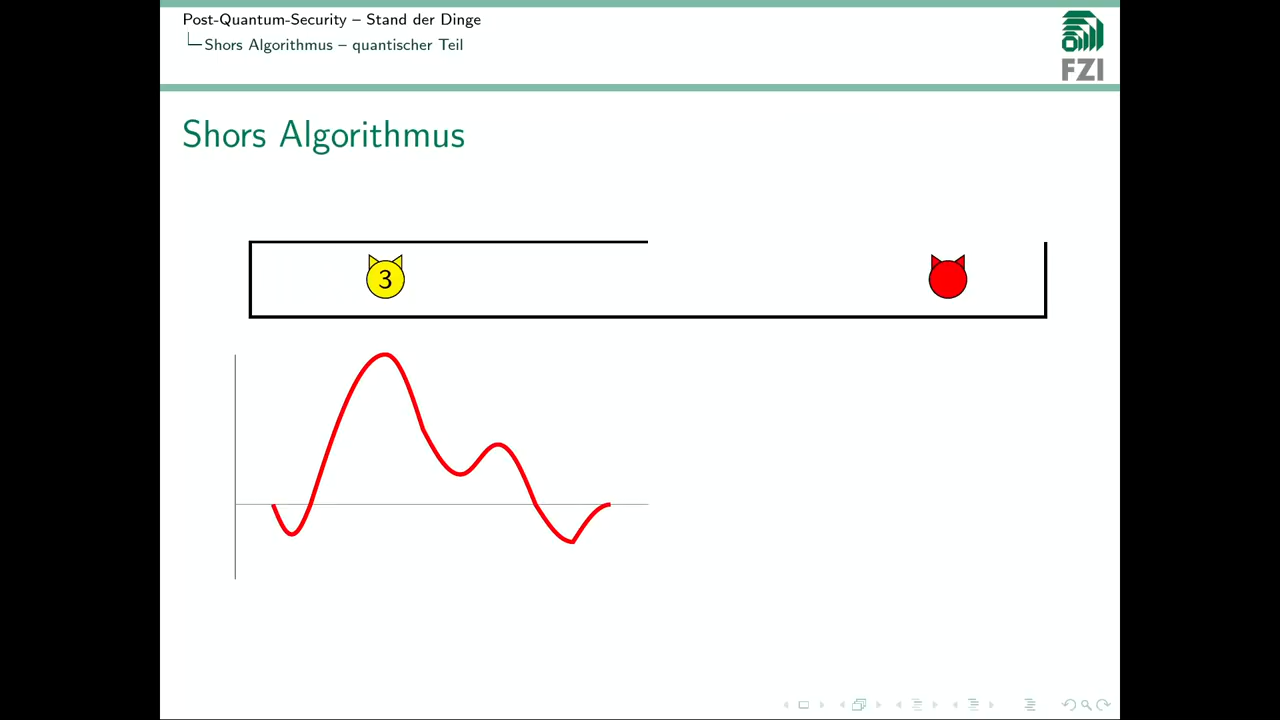 Post-Quantum-Security – Stand der Dinge
Shors Algorithmus – quantischer Teil
FZI
Shors Algorithmus
3